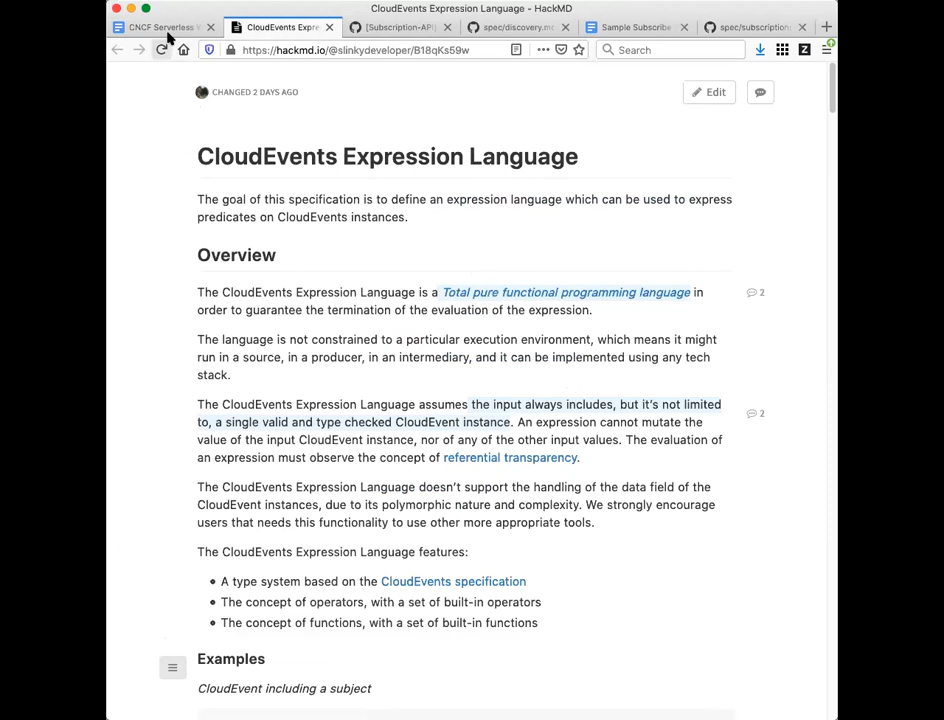 CloudEvents Expression Language - HackMD
CNCF Serverless
CloudEvents Expre
[Subscription-API]
spec/discovery.m
Sample Subscribe
spec/subscription
https://hackmd.io/@slinkydeveloper/B18qKs59w
Search
Z
CHANGED 2 DAYS AGO
Edit
CloudEvents Expression Language
The goal of this specification is to define an expression language which can be used to express
predicates on CloudEvents instances.
Overview
The CloudEvents Expression Language is a Total pure functional programming language in
2
order to guarantee the termination of the evaluation of the expression.
The language is not constrained to a particular execution environment, which means it might
run in a source, in a producer, in an intermediary, and it can be implemented using any tech
stack.
The CloudEvents Expression Language assumes the input always includes, but it's not limited
2
to, a single valid and type checked CloudEvent instance. An expression cannot mutate the
value of the input CloudEvent instance, nor of any of the other input values. The evaluation of
an expression must observe the concept of referential transparency.
The CloudEvents Expression Language doesn't support the handling of the data field of the
CloudEvent instances, due to its polymorphic nature and complexity. We strongly encourage
users that needs this functionality to use other more appropriate tools.
The CloudEvents Expression Language features:
• A type system based on the CloudEvents specification
• The concept of operators, with a set of built-in operators
• The concept of functions, with a set of built-in functions
Examples
CloudEvent including a subject